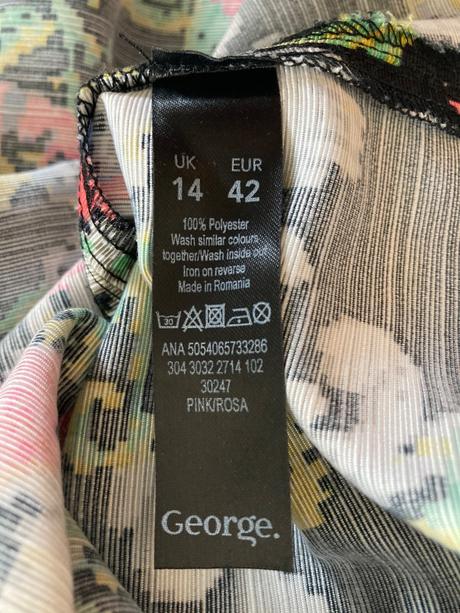 UK EUR
14 42
100% Polyester
Wash similar colours
together/Wash inside out
Iron on reverse
Made in Romania
30
ANA 5054065733286
304 3032 2714 102
30247
PINK/ROSA
George.